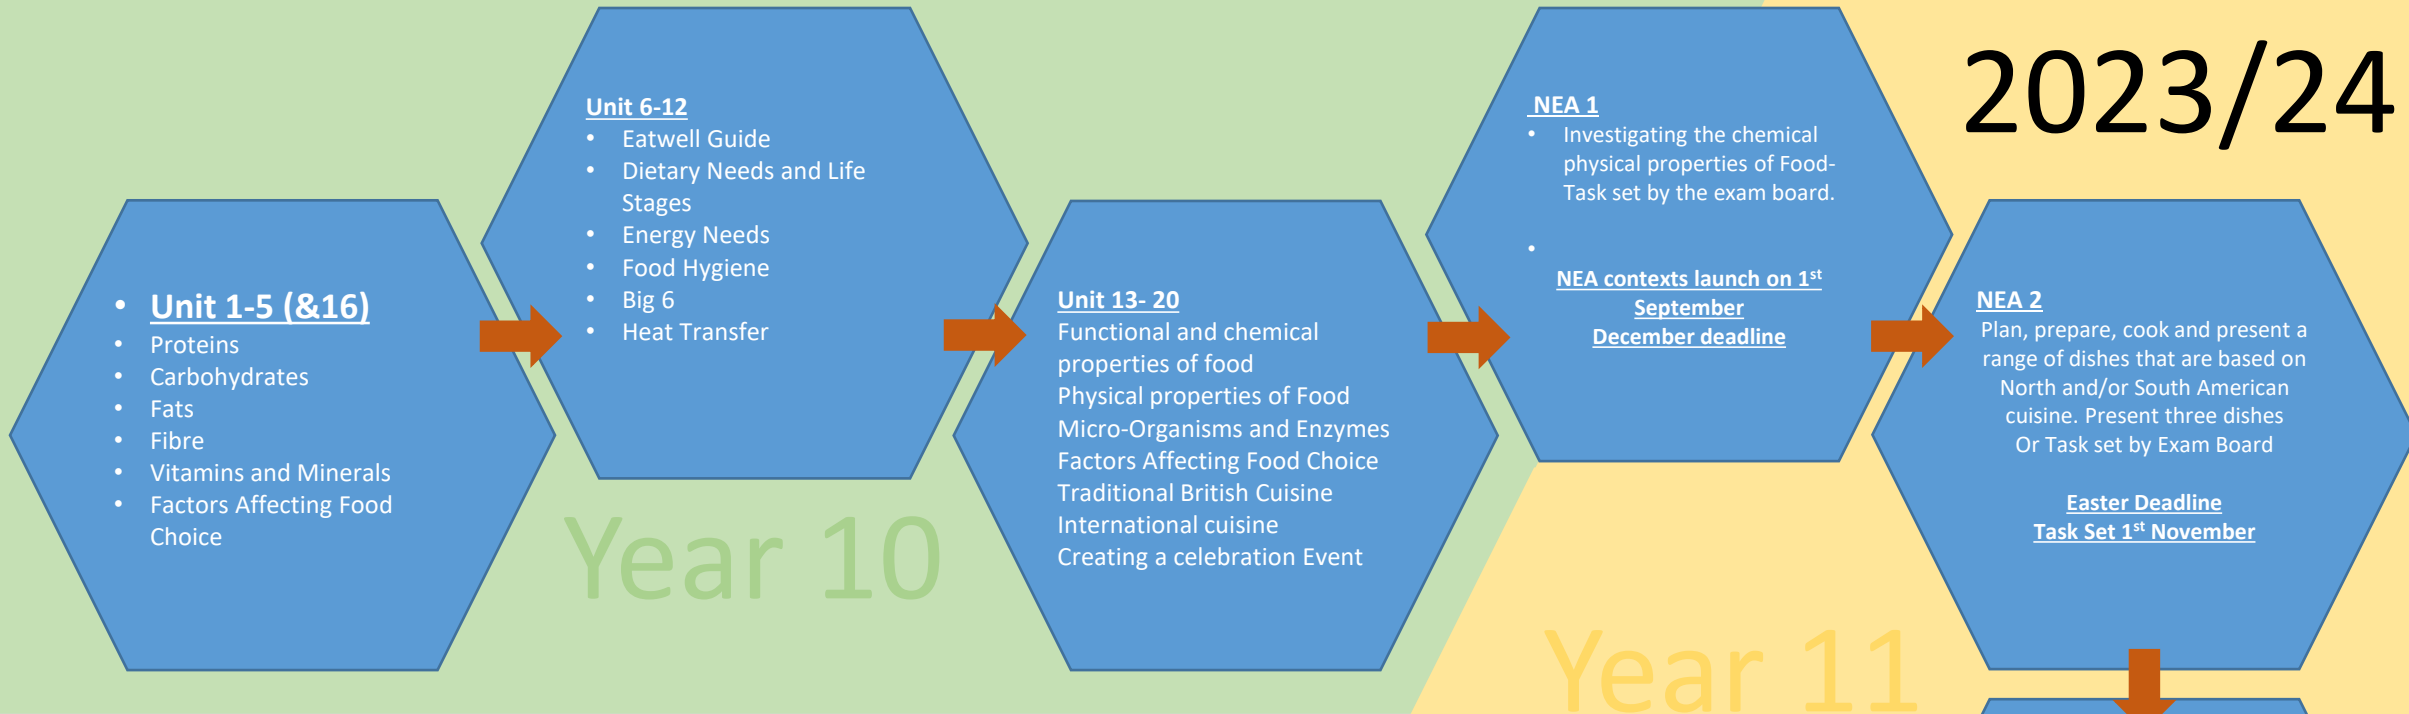 2023/24
• Unit 1-5 (&16)
• Proteins
• Carbohydrates
• Fats
• Fibre
• Vitamins and Minerals
• Factors Affecting Food
Choice
Unit 6-12
• Eatwell Guide
• Dietary Needs and Life
Stages
• Energy Needs
• Food Hygiene
• Big 6
• Heat Transfer
Year 10
Unit 13- 20
Functional and chemical
properties of food
Physical properties of Food
Micro-Organisms and Enzymes
Factors Affecting Food Choice
Traditional British Cuisine
International cuisine
Creating a celebration Event
NEA 1
• Investigating the chemical
physical properties of Food-
Task set by the exam board.
•
NEA contexts launch on 1st
September
December deadline
NEA 2
Plan, prepare, cook and present a
range of dishes that are based on
North and/or South American
cuisine. Present three dishes
Or Task set by Exam Board
Easter Deadline
Task Set 1st November
Year 11